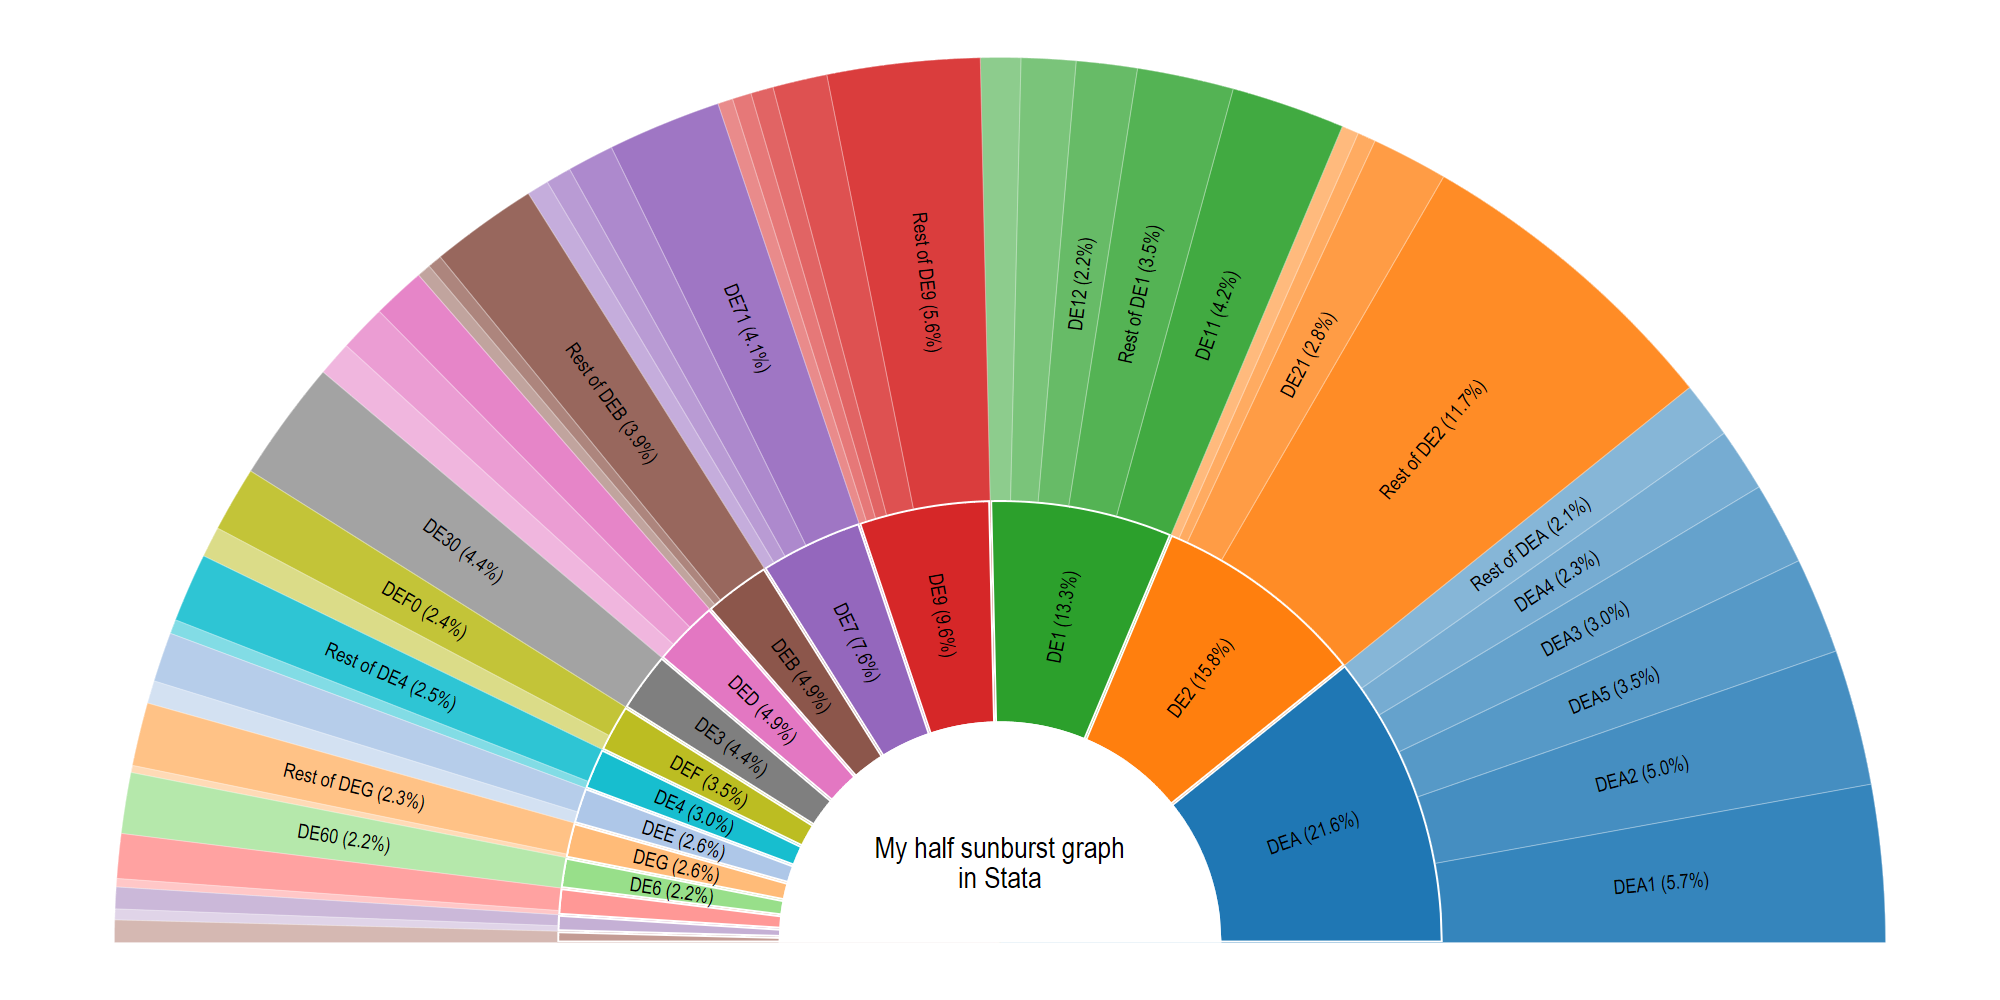 My half sunburst graph
in Stata
DE6 (2.2%)
DEG (2.6%)
DEE (2.6%)
DE4 (3.0%)
DEF (3.5%)
DE3 (4.4%)
DED (4.9%)
DEB (4.9%)
DE7 (7.6%)
DE9 (9.6%)
DE1 (13.3%)
DE2 (15.8%)
DEA (21.6%)
DE60 (2.2%)
Rest of DEG (2.3%)
Rest of DE4 (2.5%)
DEF0 (2.4%)
DE30 (4.4%)
Rest of DEB (3.9%)
DE71 (4.1%)
Rest of DE9 (5.6%)
DE12 (2.2%)
Rest of DE1 (3.5%)
DE11 (4.2%)
DE21 (2.8%)
Rest of DE2 (11.7%)
Rest of DEA (2.1%)
DEA4 (2.3%)
DEA3 (3.0%)
DEA5 (3.5%)
DEA2 (5.0%)
DEA1 (5.7%)